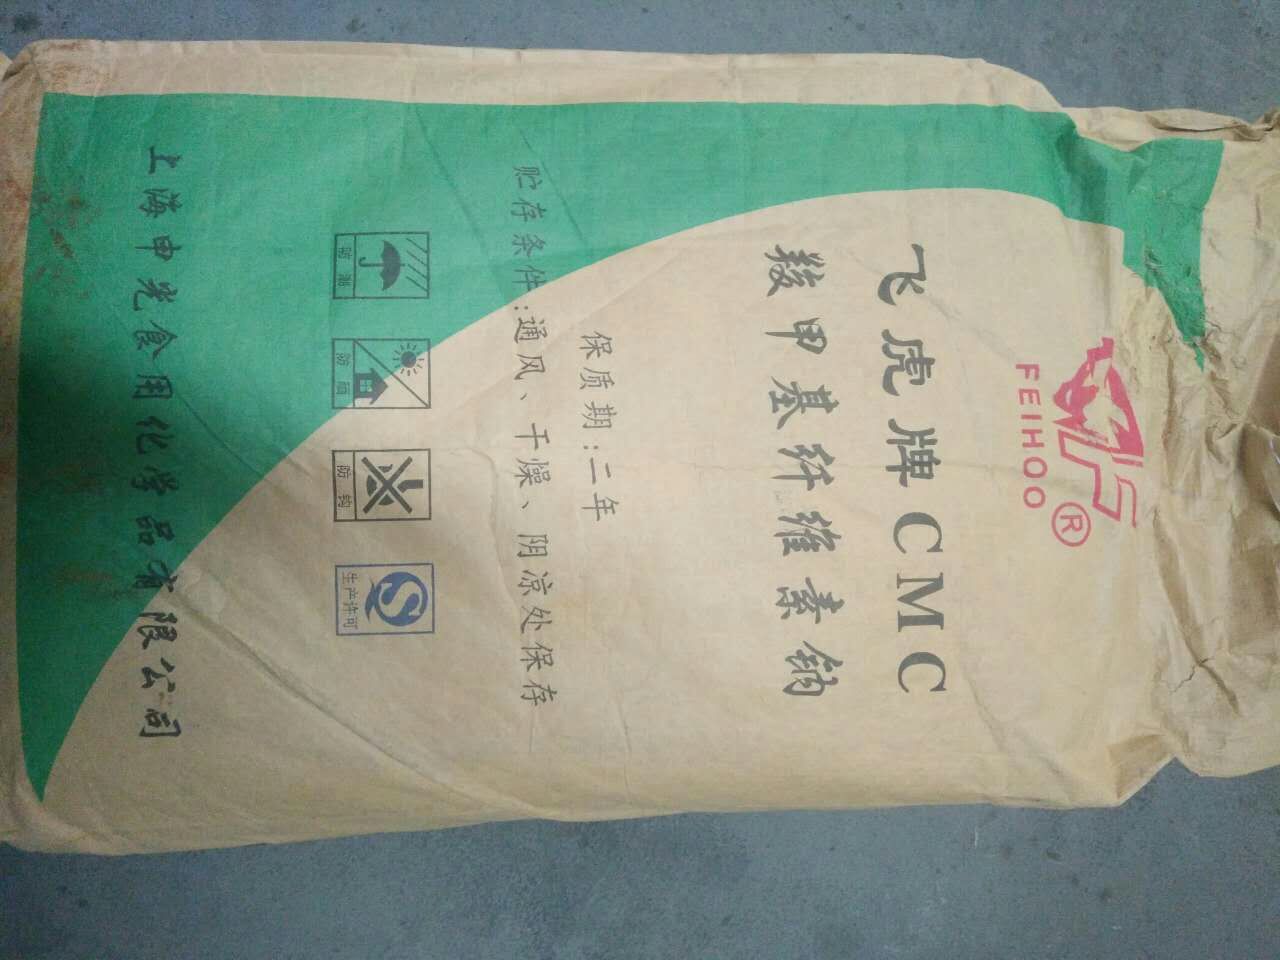 ®
FEIHOO
飞虎牌CMC
羧甲基纤维素钠
保质期:二年
贮存条件:通风、干燥、阴凉处保存
防潮
防晒
防钩
生产许可
上海申光食用化学品有限公司